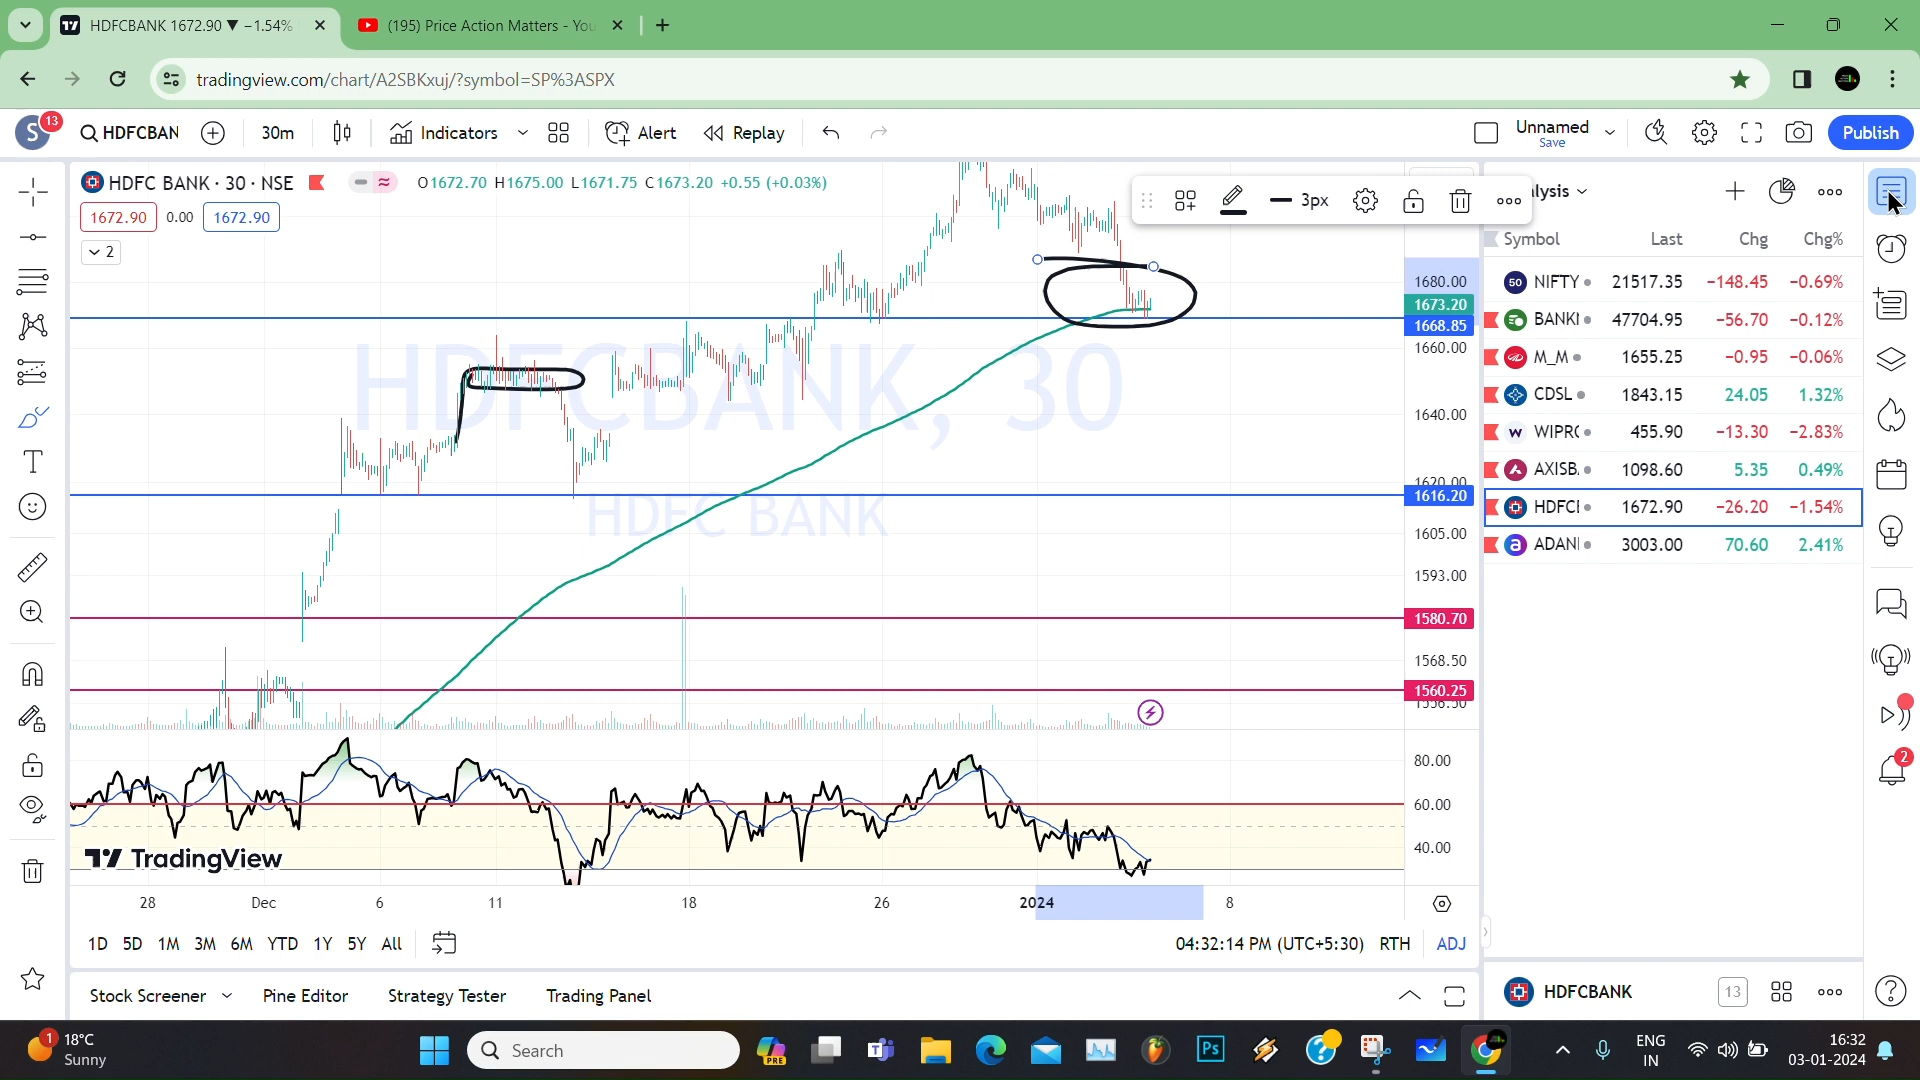 HDFCBANK 1672.90 ▼ −1.54%
(195) Price Action Matters - You
tradingview.com/chart/A2SBKxuj/?symbol=SP%3ASPX
S 13 HDFCBAN 30m Indicators Alert Replay Unnamed Save Publish
HDFC BANK · 30 · NSE O1672.70 H1675.00 L1671.75 C1673.20 +0.55 (+0.03%)
1672.90 0.00 1672.90
2
3px
lysis
Symbol Last Chg Chg%
50 NIFTY 21517.35 −148.45 −0.69%
BANKI 47704.95 −56.70 −0.12%
M_M 1655.25 −0.95 −0.06%
CDSL 1843.15 24.05 1.32%
W WIPR 455.90 −13.30 −2.83%
AXISB 1098.60 5.35 0.49%
HDFC 1672.90 −26.20 −1.54%
a ADANI 3003.00 70.60 2.41%
1680.00
1673.20
1668.85
1660.00
1640.00
1620.00
1616.20
1605.00
1593.00
1580.70
1568.50
1560.25
HDFCBANK, 30
HDFC BANK
80.00
60.00
40.00
TradingView
28 Dec 6 11 18 26 2024 8
1D 5D 1M 3M 6M YTD 1Y 5Y All
04:32:14 PM (UTC+5:30) RTH ADJ
Stock Screener Pine Editor Strategy Tester Trading Panel
HDFCBANK 13
2
1 18°C
Sunny
Search
PRE
Ps
ENG
IN
16:32
03-01-2024